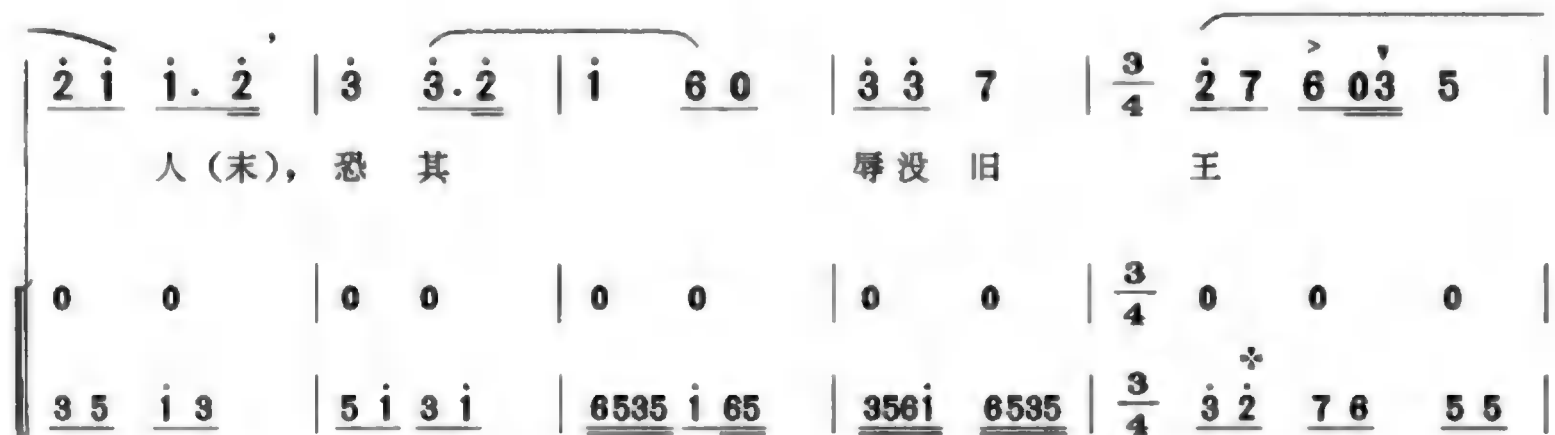 2̇ 1̇ 1̇. 2̇ ’ | 3̇ 3̇. 2̇ | 1̇ 6 0 | 3̇ 3̇ 7 | 3/4 2̇ 7 6 0 3 5 |
人（末），恐 其 辱 没 旧 王
0 0 | 0 0 | 0 0 | 0 0 | 3/4 0 0 0 |
3 5 1̇ 3 | 5 1̇ 3 1̇ | 6535 1̇ 65 | 3561̇ 6535 | 3/4 3̇ 2̇ 7 6 5 5 |